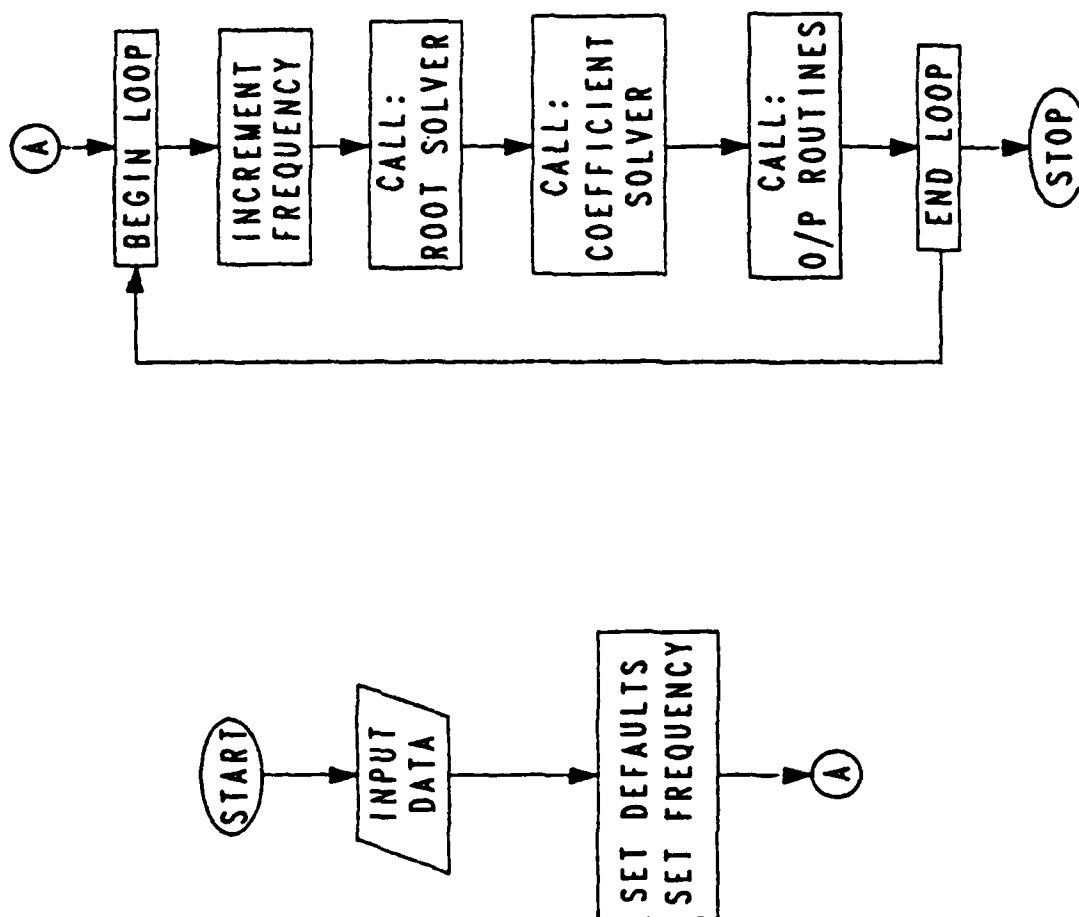 START
INPUT
DATA
SET DEFAULTS
SET FREQUENCY
A
A
BEGIN LOOP
INCREMENT
FREQUENCY
CALL:
ROOT SOLVER
CALL:
COEFFICIENT
SOLVER
CALL:
O/P ROUTINES
END LOOP
STOP